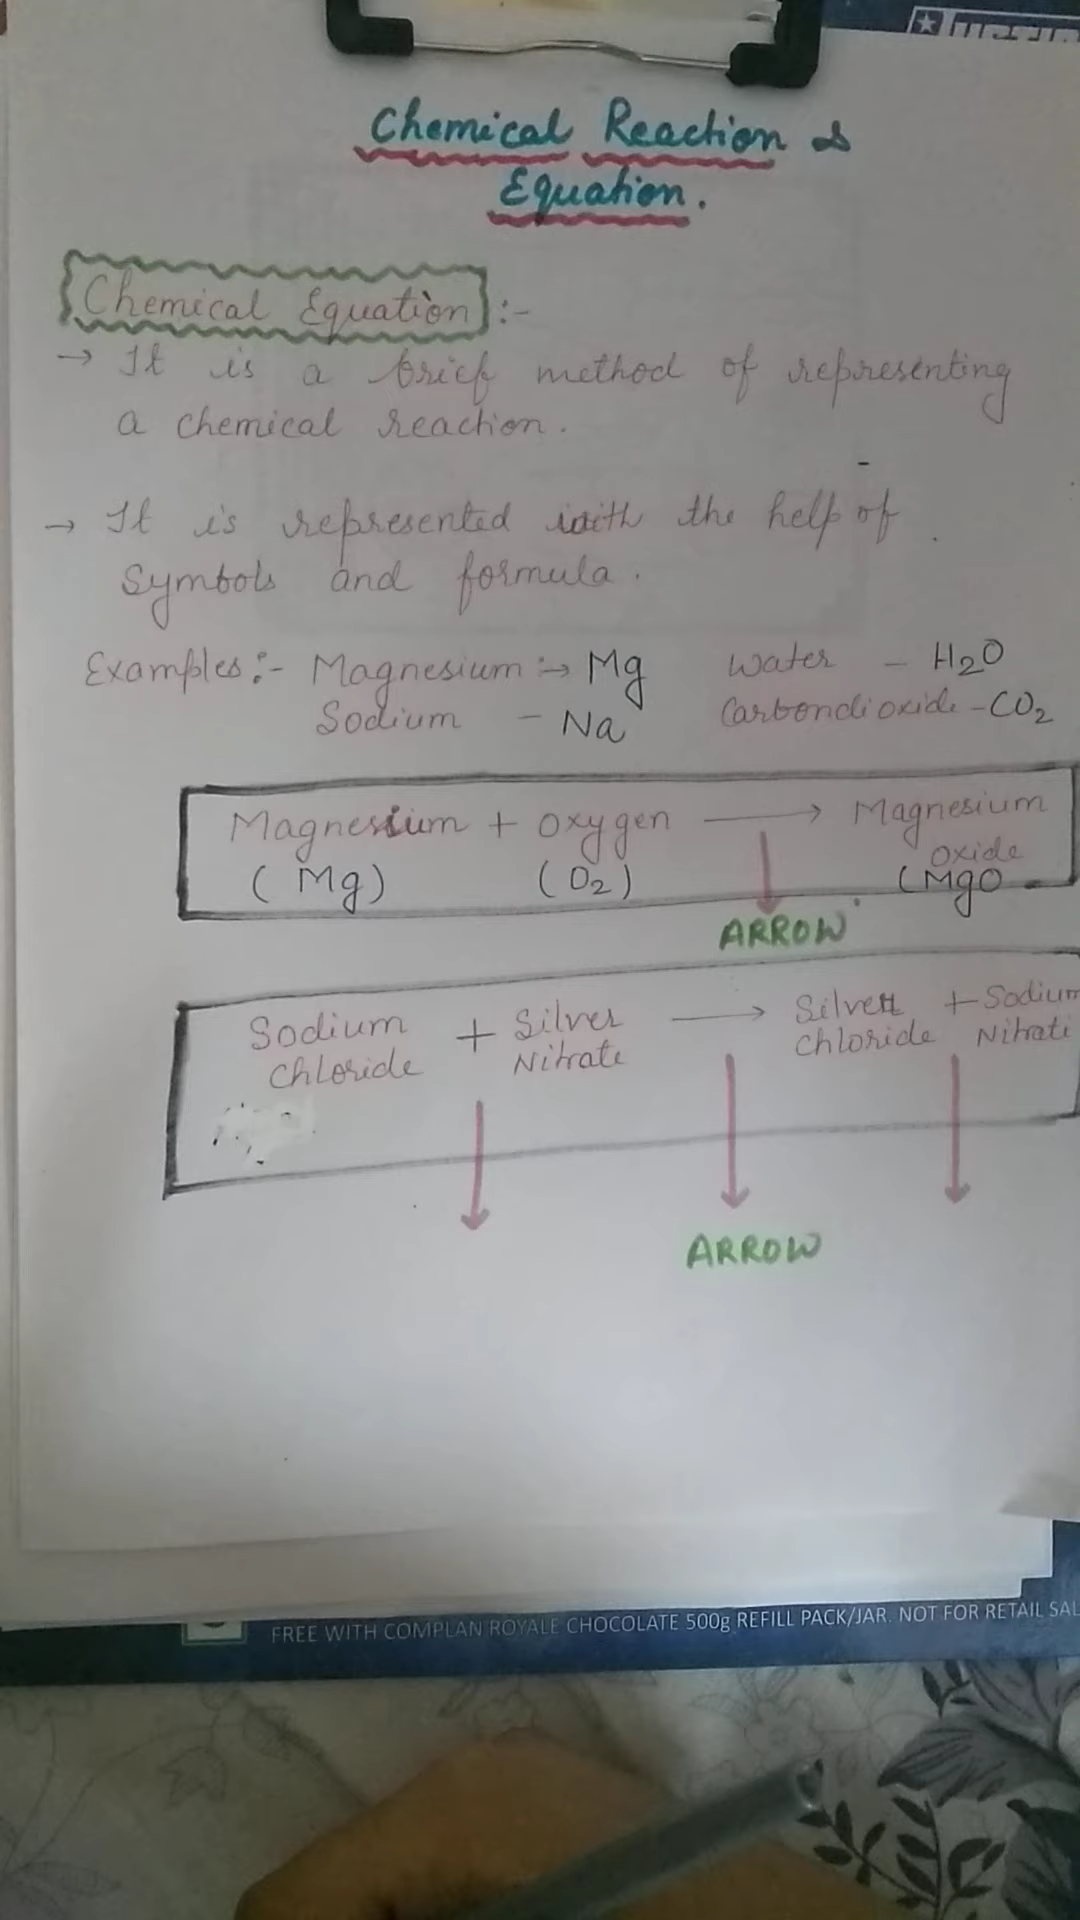 Chemical Reaction &
Equation.
Chemical Equation :-
→ It is a brief method of representing
a chemical reaction.
→ It is represented with the help of
symbols and formula.
Examples :- Magnesium :→ Mg Water - H2O
Sodium - Na Carbondioxide - CO2
Magnesium + Oxygen → Magnesium
oxide
(Mg) (O2) (MgO
ARROW
Sodium + Silver → Silver + Sodium
Chloride Nitrate Chloride Nitrati
ARROW
FREE WITH COMPLAN ROYALE CHOCOLATE 500g REFILL PACK/JAR. NOT FOR RETAIL SAL